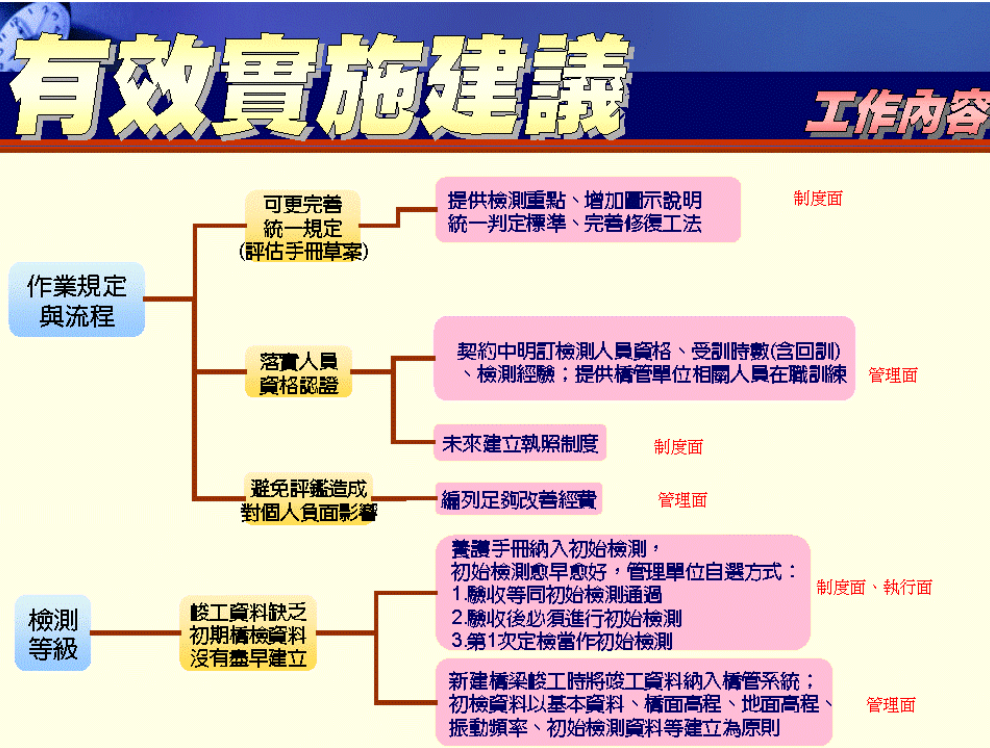 有效實施建議
工作內容
可更完善
統一規定
(評估手冊草案)
提供檢測重點、增加圖示說明
統一判定標準、完善修復工法
制度面
作業規定
與流程
落實人員
資格認證
契約中明訂檢測人員資格、受訓時數(含回訓)
、檢測經驗；提供橋管單位相關人員在職訓練
管理面
未來建立執照制度
制度面
避免評鑑造成
對個人負面影響
編列足夠改善經費
管理面
養護手冊納入初始檢測，
初始檢測愈早愈好，管理單位自選方式：
1.驗收等同初始檢測通過
2.驗收後必須進行初始檢測
3.第1次定檢當作初始檢測
制度面、執行面
檢測
等級
峻工資料缺乏
初期橋檢資料
沒有盡早建立
新建橋梁峻工時將竣工資料納入橋管系統；
初檢資料以基本資料、橋面高程、地面高程、
振動頻率、初始檢測資料等建立為原則
管理面